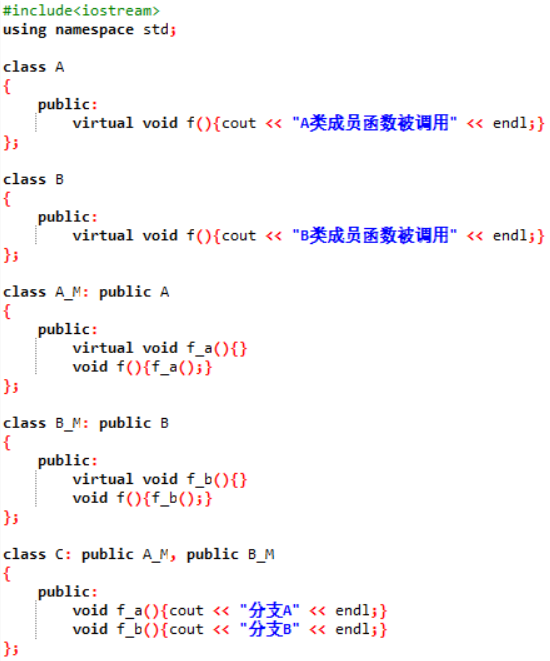 #include<iostream>
using namespace std;
class A
{
public:
virtual void f(){cout << "A类成员函数被调用" << endl;}
};
class B
{
public:
virtual void f(){cout << "B类成员函数被调用" << endl;}
};
class A_M: public A
{
public:
virtual void f_a(){}
void f(){f_a();}
};
class B_M: public B
{
public:
virtual void f_b(){}
void f(){f_b();}
};
class C: public A_M, public B_M
{
public:
void f_a(){cout << "分支A" << endl;}
void f_b(){cout << "分支B" << endl;}
};